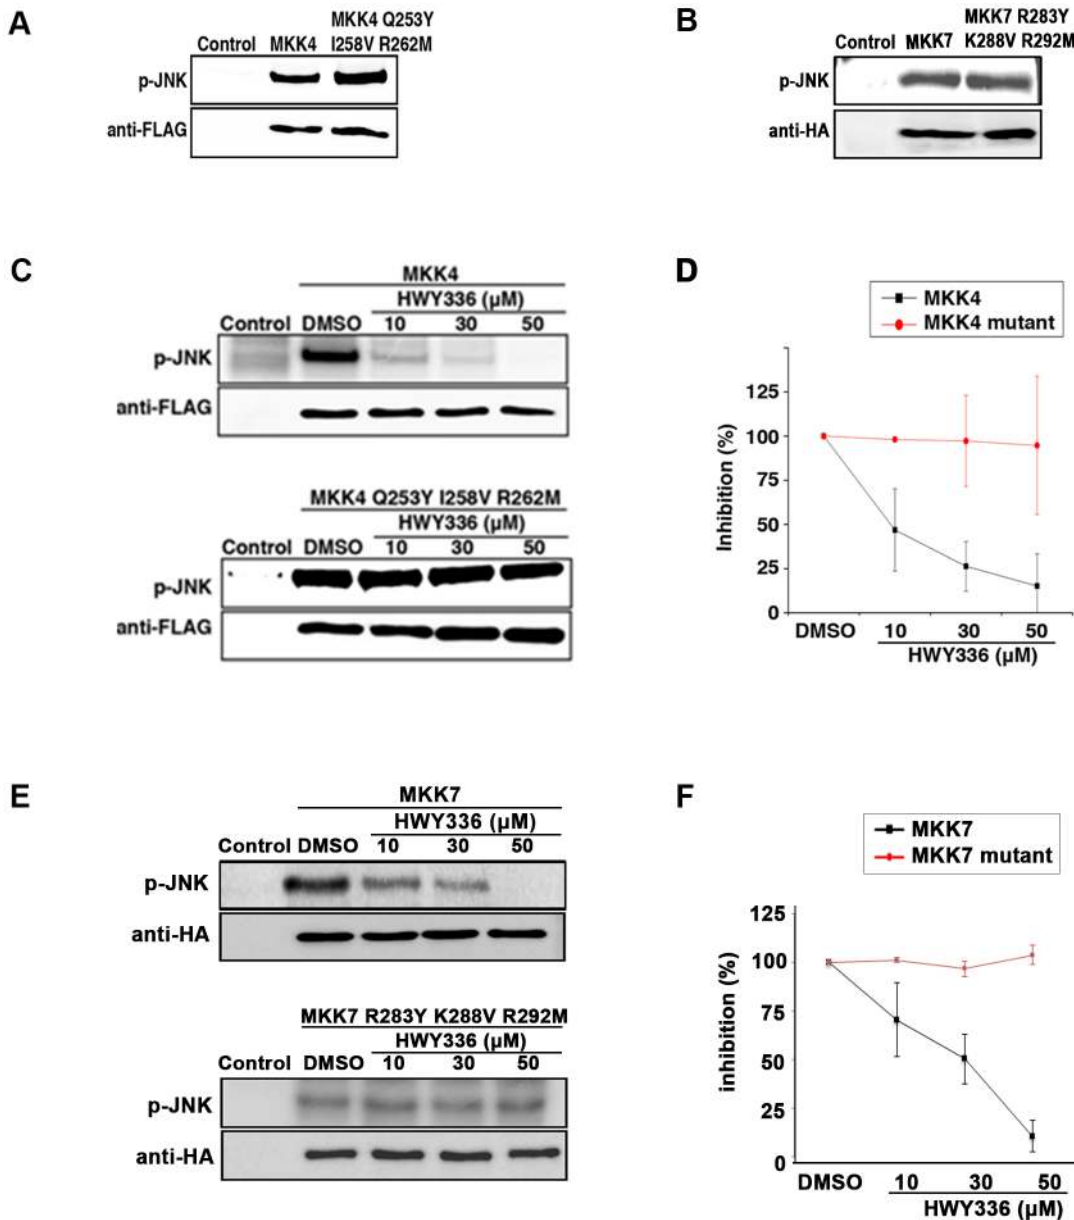 A
MKK4 Q253Y
Control MKK4 I258V R262M
p-JNK
anti-FLAG
B
MKK7 R283Y
Control MKK7 K288V R292M
p-JNK
anti-HA
C
MKK4
HWY336 (μM)
Control DMSO 10 30 50
p-JNK
anti-FLAG
MKK4 Q253Y I258V R262M
HWY336 (μM)
Control DMSO 10 30 50
p-JNK
anti-FLAG
D
MKK4
MKK4 mutant
Inhibition (%)
125
100
75
50
25
0
DMSO 10 30 50
HWY336 (μM)
E
MKK7
HWY336 (μM)
Control DMSO 10 30 50
p-JNK
anti-HA
MKK7 R283Y K288V R292M
HWY336 (μM)
Control DMSO 10 30 50
p-JNK
anti-HA
F
MKK7
MKK7 mutant
inhibition (%)
125
100
75
50
25
0
DMSO 10 30 50
HWY336 (μM)